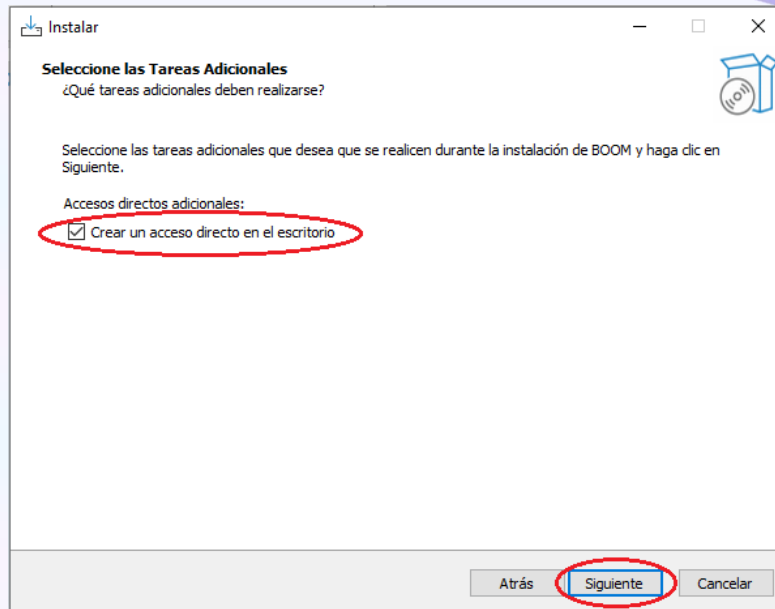 Instalar
Seleccione las Tareas Adicionales
¿Qué tareas adicionales deben realizarse?
Seleccione las tareas adicionales que desea que se realicen durante la instalación de BOOM y haga clic en
Siguiente.
Accesos directos adicionales:
Crear un acceso directo en el escritorio
Atrás Siguiente Cancelar